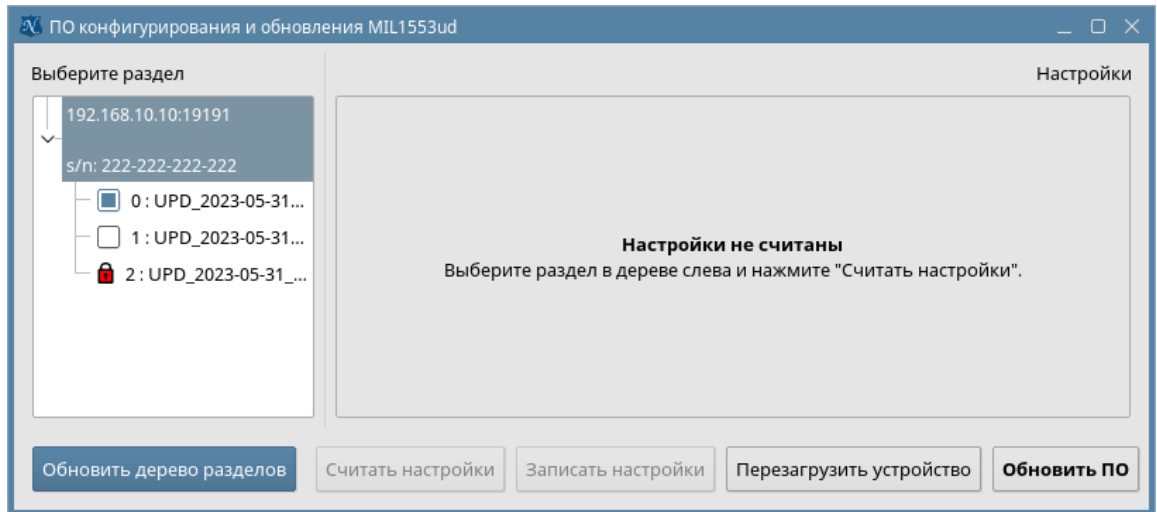 ПО конфигурирования и обновления MIL1553ud
Выберите раздел
Настройки
192.168.10.10:19191
s/n: 222-222-222-222
0 : UPD_2023-05-31...
1 : UPD_2023-05-31...
2 : UPD_2023-05-31_...
Настройки не считаны
Выберите раздел в дереве слева и нажмите "Считать настройки".
Обновить дерево разделов
Считать настройки
Записать настройки
Перезагрузить устройство
Обновить ПО